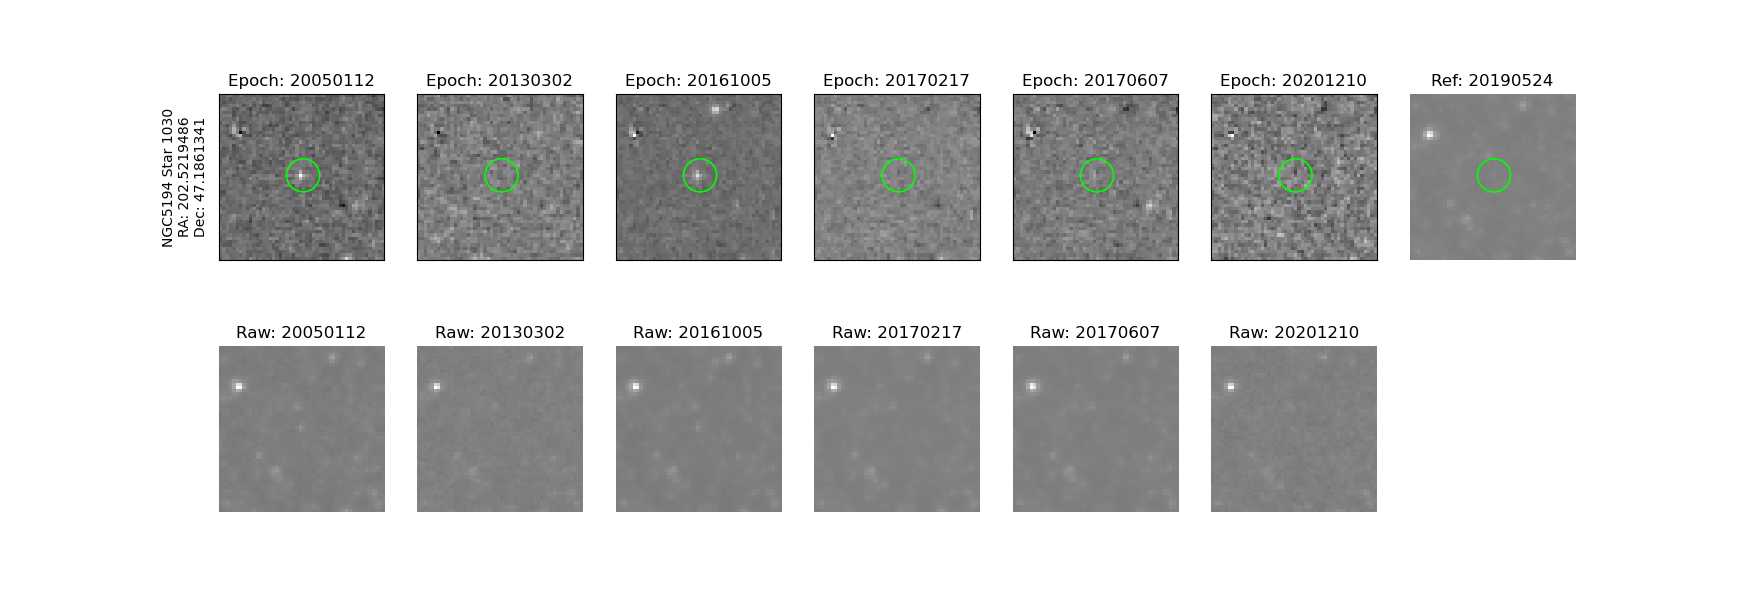 Epoch: 20050112
Epoch: 20130302
Epoch: 20161005
Epoch: 20170217
Epoch: 20170607
Epoch: 20201210
Ref: 20190524
NGC5194 Star 1030
RA: 202.5219486
Dec: 47.1861341
Raw: 20050112
Raw: 20130302
Raw: 20161005
Raw: 20170217
Raw: 20170607
Raw: 20201210